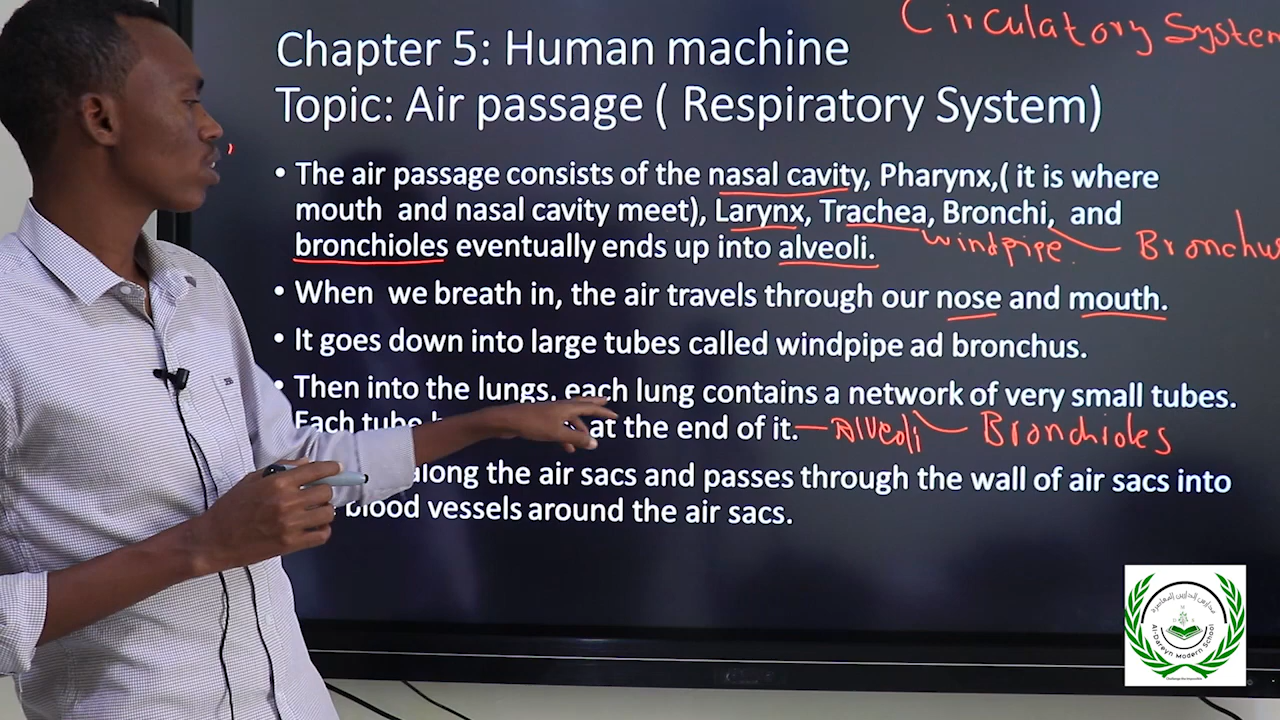 Circulatory System
Chapter 5: Human machine
Topic: Air passage ( Respiratory System)
• The air passage consists of the nasal cavity, Pharynx,( it is where
mouth and nasal cavity meet), Larynx, Trachea, Bronchi, and
windpipe. Bronchus
bronchioles eventually ends up into alveoli.
• When we breath in, the air travels through our nose and mouth.
• It goes down into large tubes called windpipe ad bronchus.
• Then into the lungs, each lung contains a network of very small tubes.
Each tube at the end of it. Alveoli Bronchioles
along the air sacs and passes through the wall of air sacs into
blood vessels around the air sacs.
Al-Dareyn Modern School